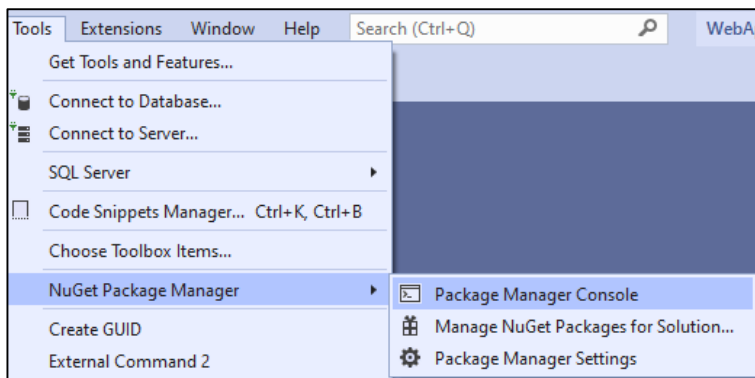 Tools Extensions Window Help Search (Ctrl+Q) WebA
Get Tools and Features...
Connect to Database...
Connect to Server...
SQL Server
Code Snippets Manager... Ctrl+K, Ctrl+B
Choose Toolbox Items...
NuGet Package Manager
Package Manager Console
Manage NuGet Packages for Solution...
Package Manager Settings
Create GUID
External Command 2